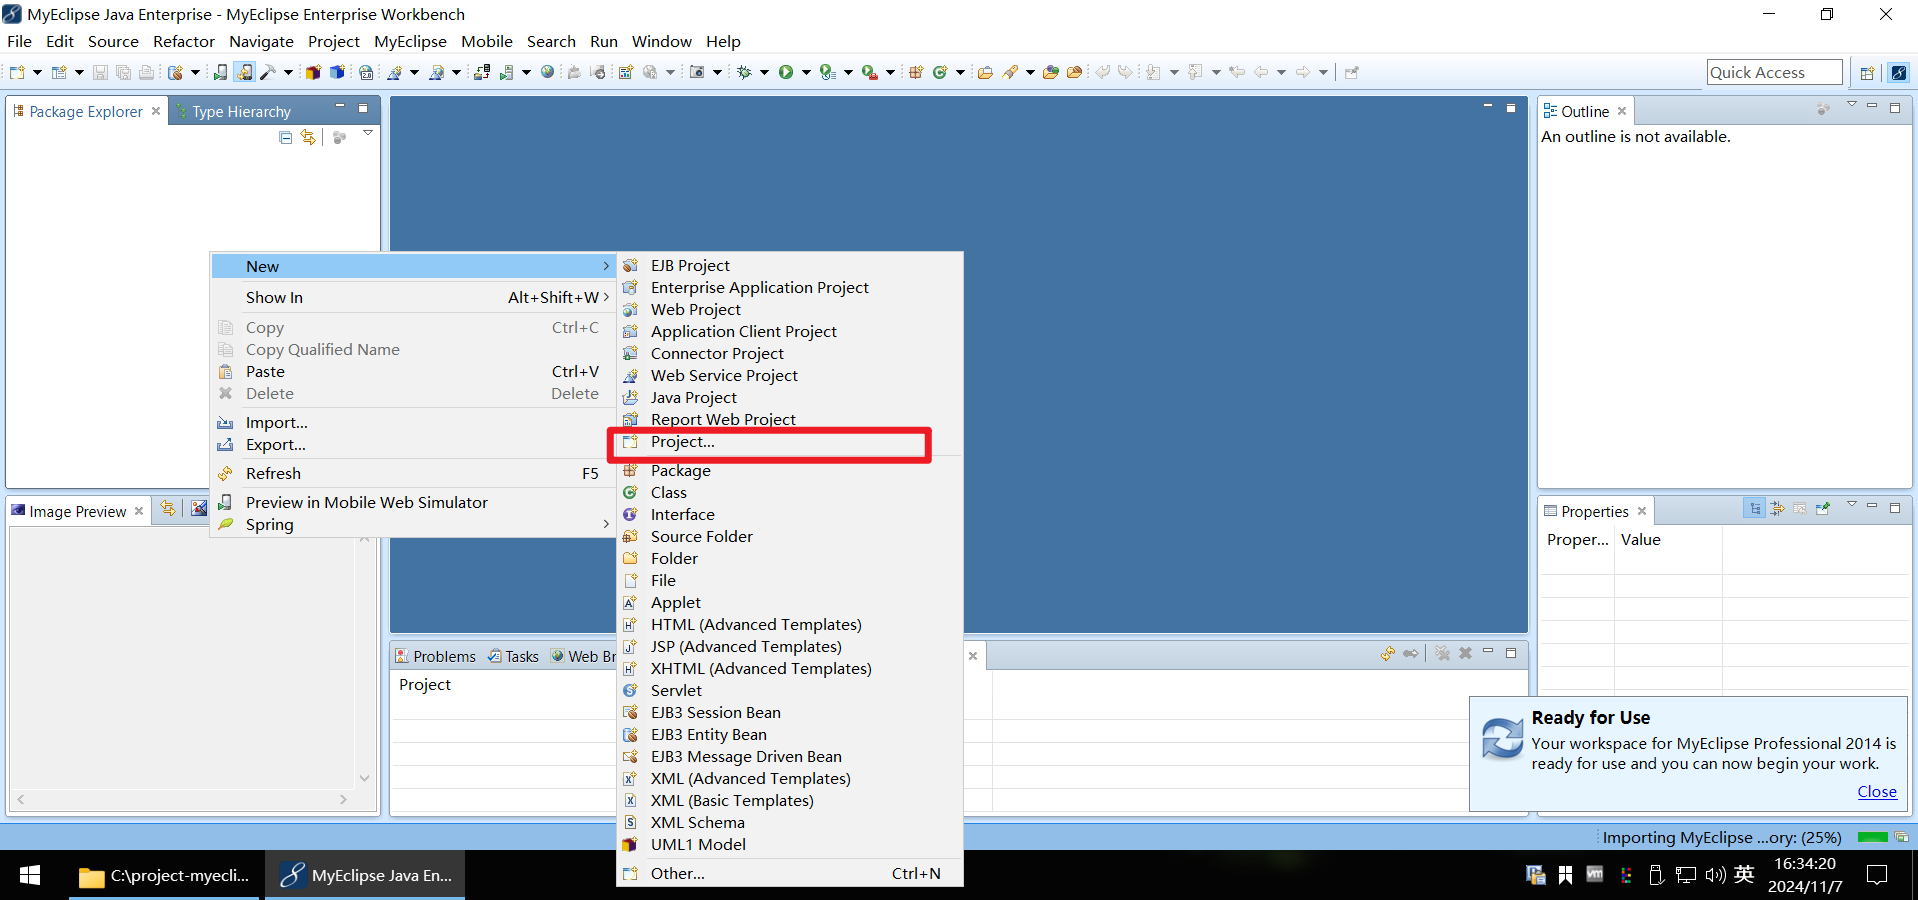 MyEclipse Java Enterprise - MyEclipse Enterprise Workbench
File Edit Source Refactor Navigate Project MyEclipse Mobile Search Run Window Help
Quick Access
Package Explorer
Type Hierarchy
Outline
An outline is not available.
New
Show In Alt+Shift+W
Copy Ctrl+C
Copy Qualified Name
Paste Ctrl+V
Delete Delete
Import...
Export...
Refresh F5
Preview in Mobile Web Simulator
Spring
EJB Project
Enterprise Application Project
Web Project
Application Client Project
Connector Project
Web Service Project
Java Project
Report Web Project
Project...
Package
Class
Interface
Source Folder
Folder
File
Applet
HTML (Advanced Templates)
JSP (Advanced Templates)
XHTML (Advanced Templates)
Servlet
EJB3 Session Bean
EJB3 Entity Bean
EJB3 Message Driven Bean
XML (Advanced Templates)
XML (Basic Templates)
XML Schema
UML1 Model
Other... Ctrl+N
Image Preview
Problems Tasks Web Br
Project
Properties
Proper... Value
Ready for Use
Your workspace for MyEclipse Professional 2014 is
ready for use and you can now begin your work.
Close
Importing MyEclipse ...ory: (25%)
C:\project-myecli...
MyEclipse Java En...
英
16:34:20
2024/11/7